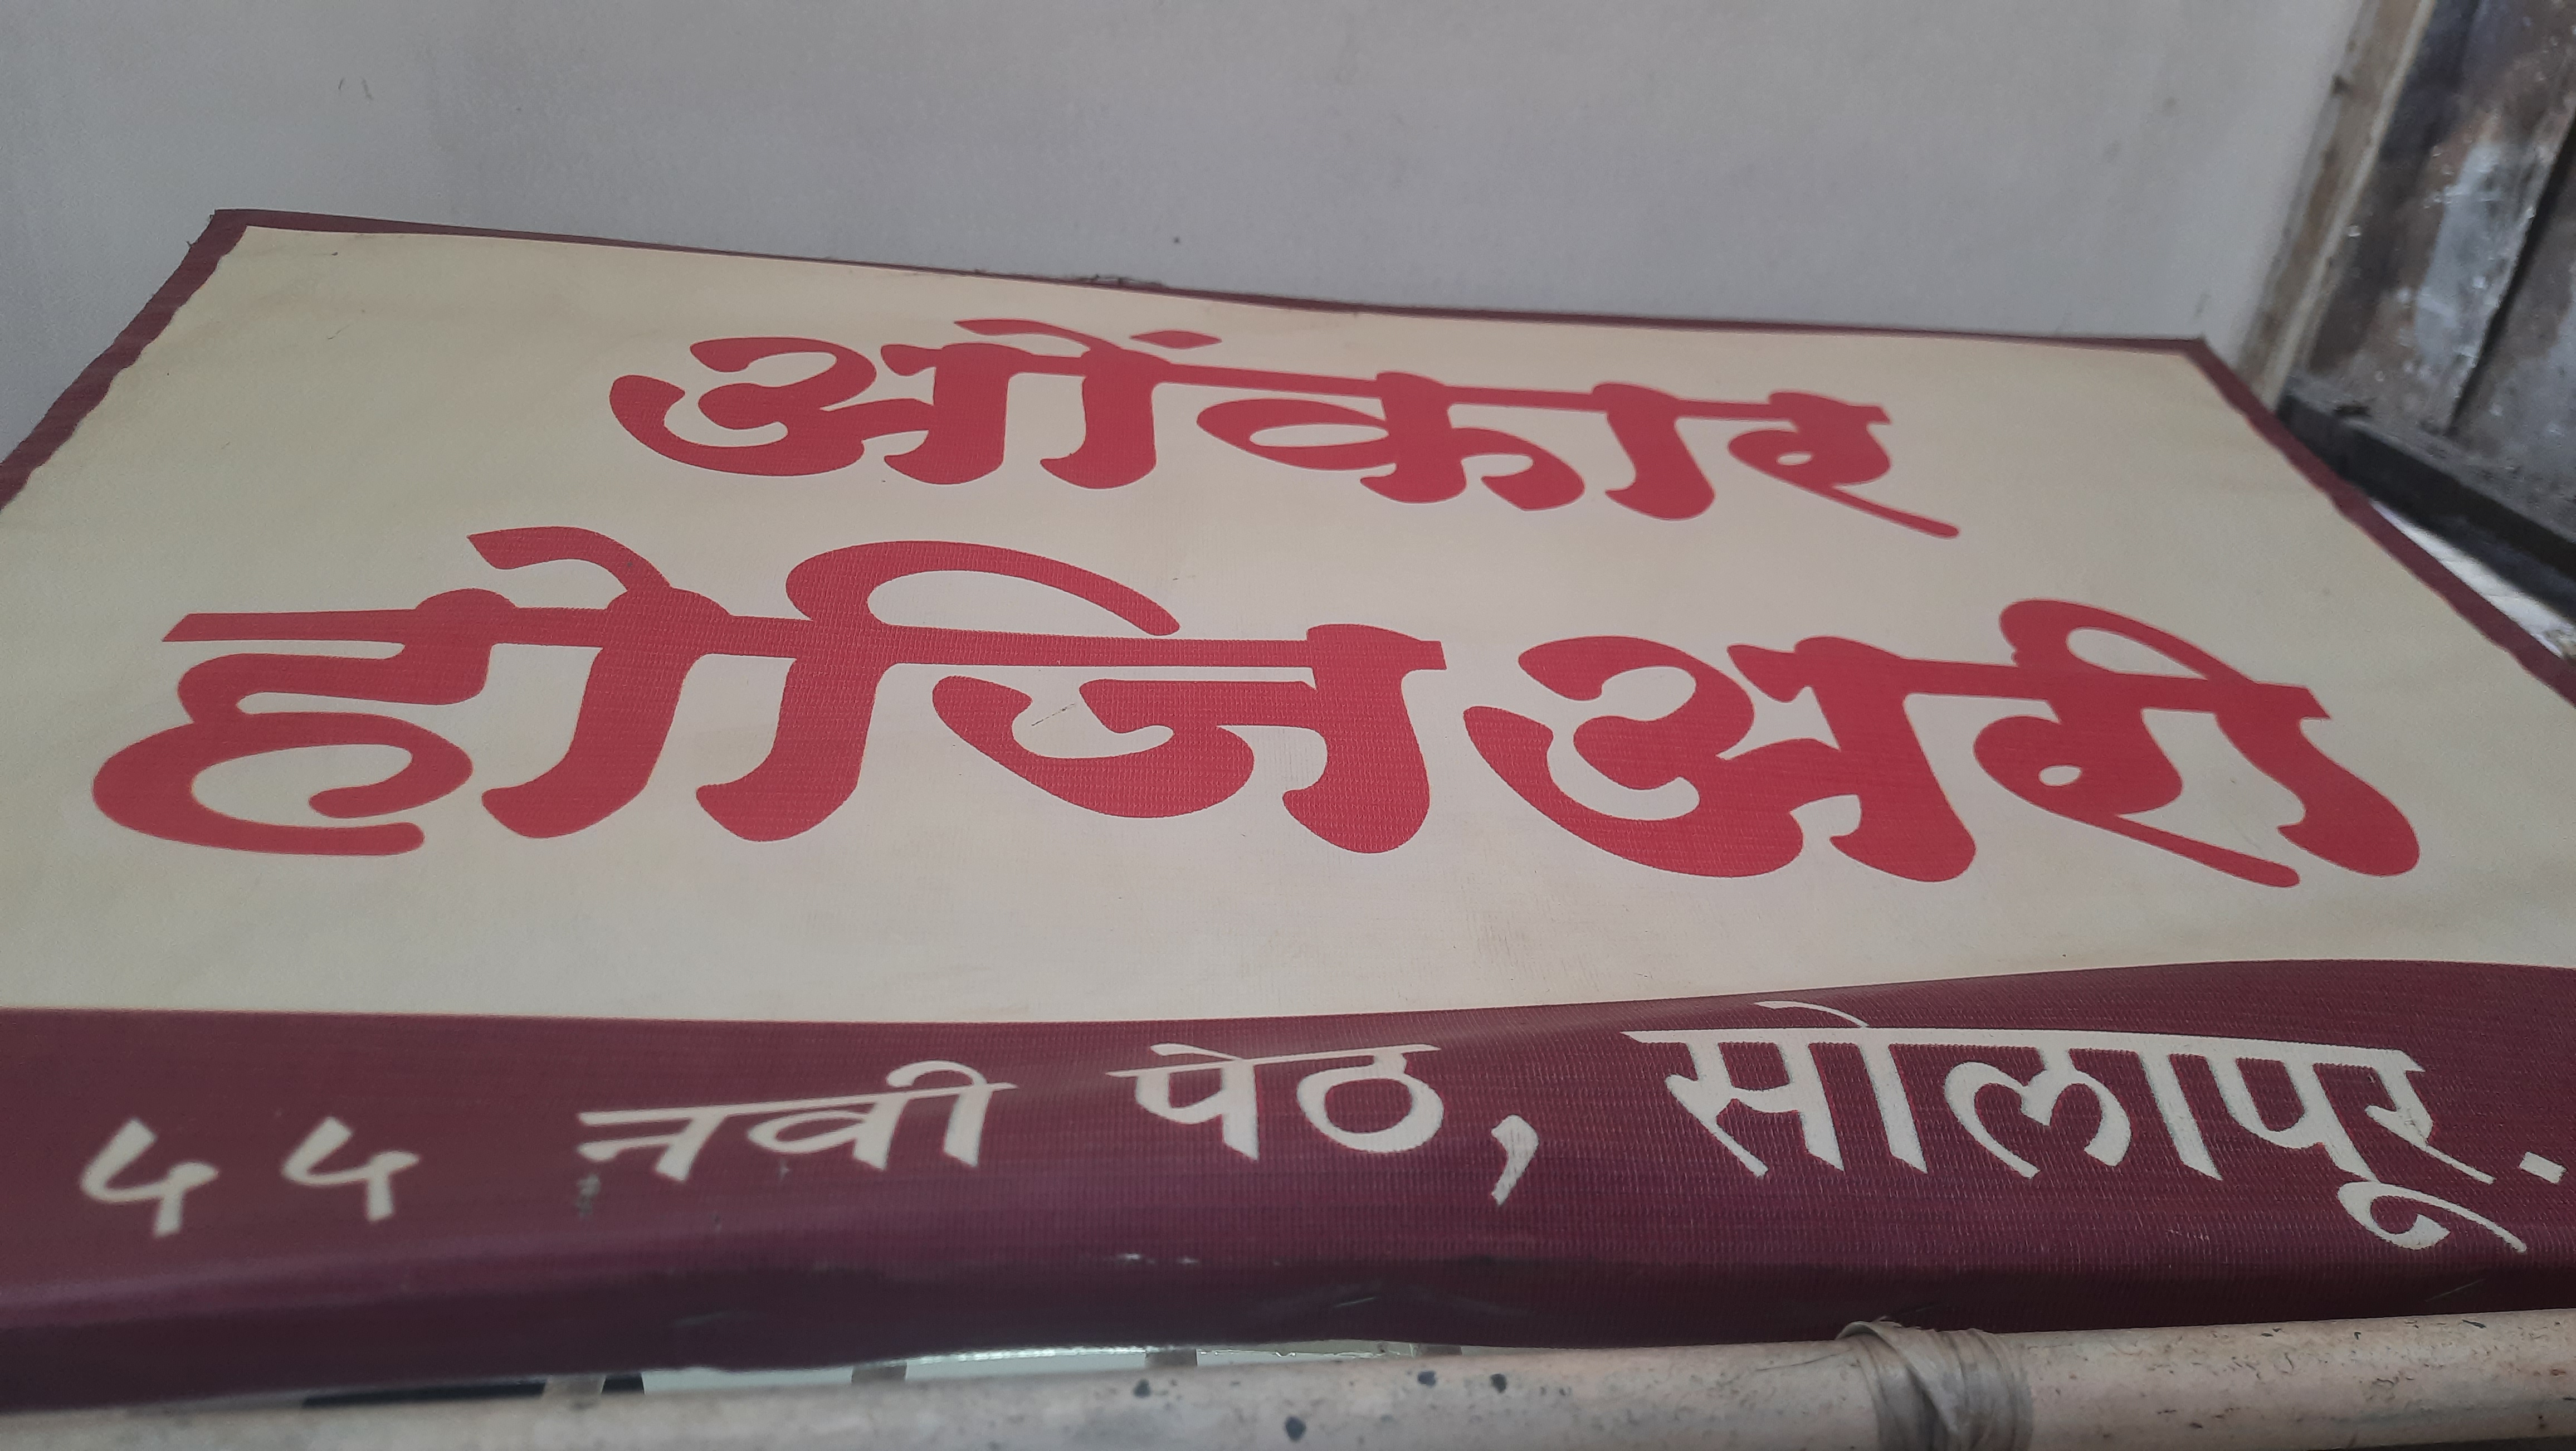 ओंकार
होजिअरी
५५ नवी पेठ, सोलापूर.